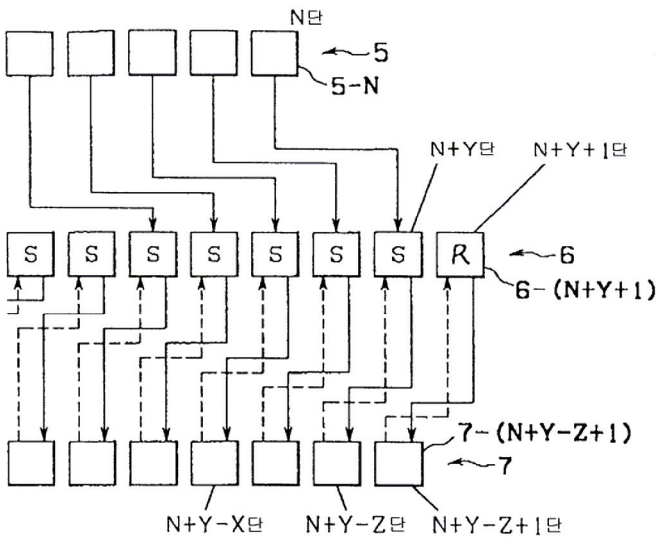 N단
5
5-N
N+Y단 N+Y+1단
S S S S S S S R
6
6-(N+Y+1)
7-(N+Y-Z+1)
7
N+Y-X단 N+Y-Z단 N+Y-Z+1단